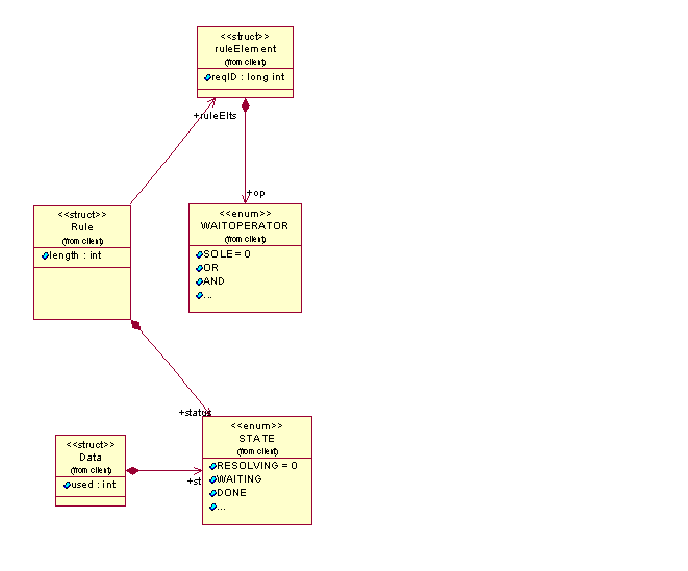 <<struct>>
ruleElement
(from client)
reqID : long int
+ruleElts
+op
<<struct>>
Rule
(from client)
length : int
<<enum>>
WAITOPERATOR
(from client)
SOLE = 0
OR
AND
...
+status
<<enum>>
STATE
(from client)
RESOLVING = 0
WAITING
DONE
...
<<struct>>
Data
(from client)
used : int
+st